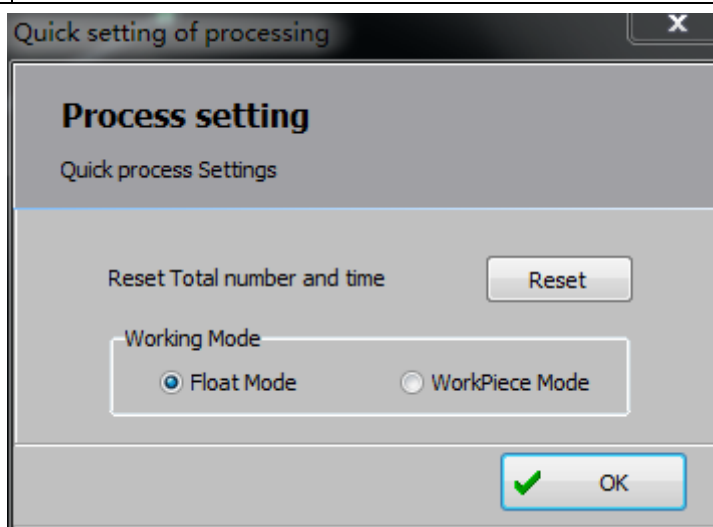 Quick setting of processing
x
Process setting
Quick process Settings
Reset Total number and time
Reset
Working Mode
Float Mode
WorkPiece Mode
OK